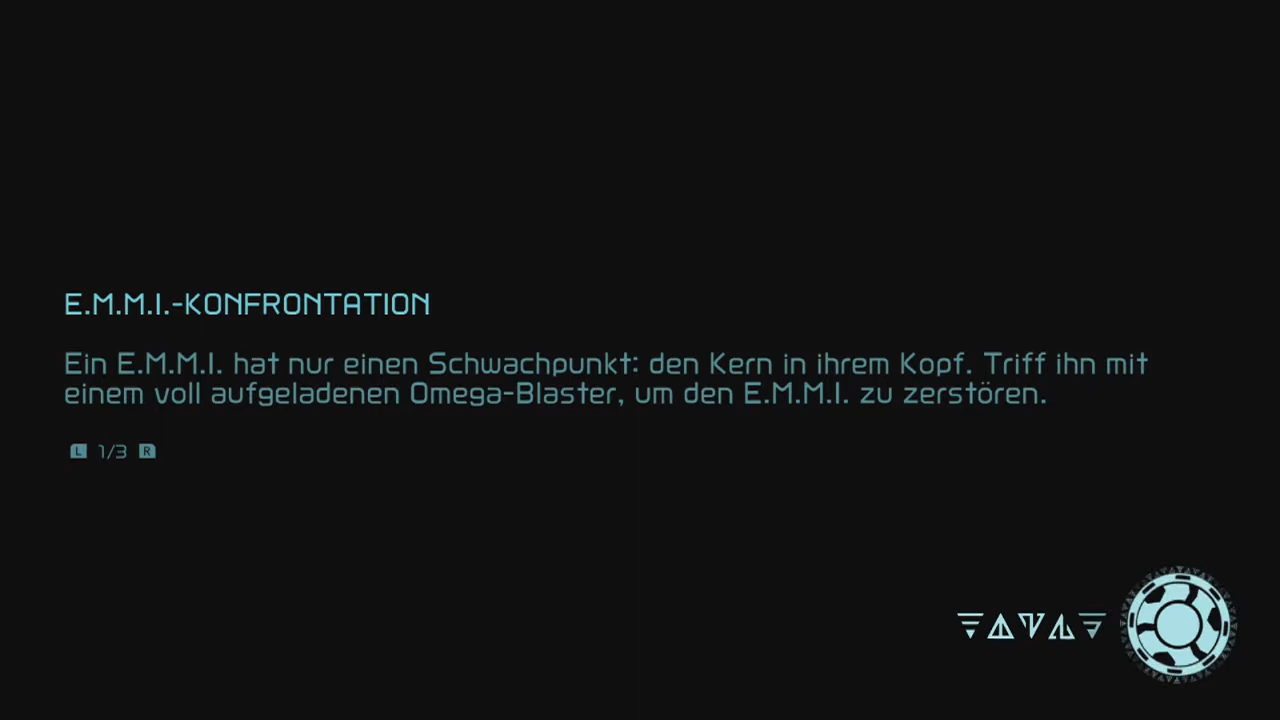 E.M.M.I.-KONFRONTATION
Ein E.M.M.I. hat nur einen Schwachpunkt: den Kern in ihrem Kopf. Triff ihn mit
einem voll aufgeladenen Omega-Blaster, um den E.M.M.I. zu zerstören.
L 1/3 R